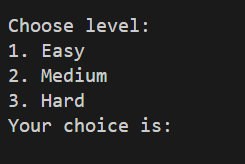 Choose level:
1. Easy
2. Medium
3. Hard
Your choice is: